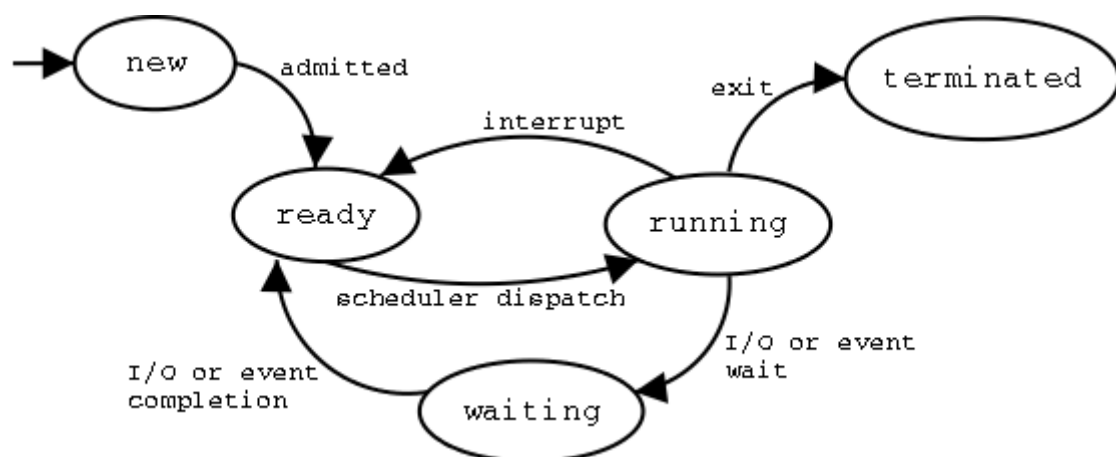 new
admitted
exit
terminated
interrupt
ready
running
scheduler dispatch
I/O or event
wait
I/O or event
completion
waiting